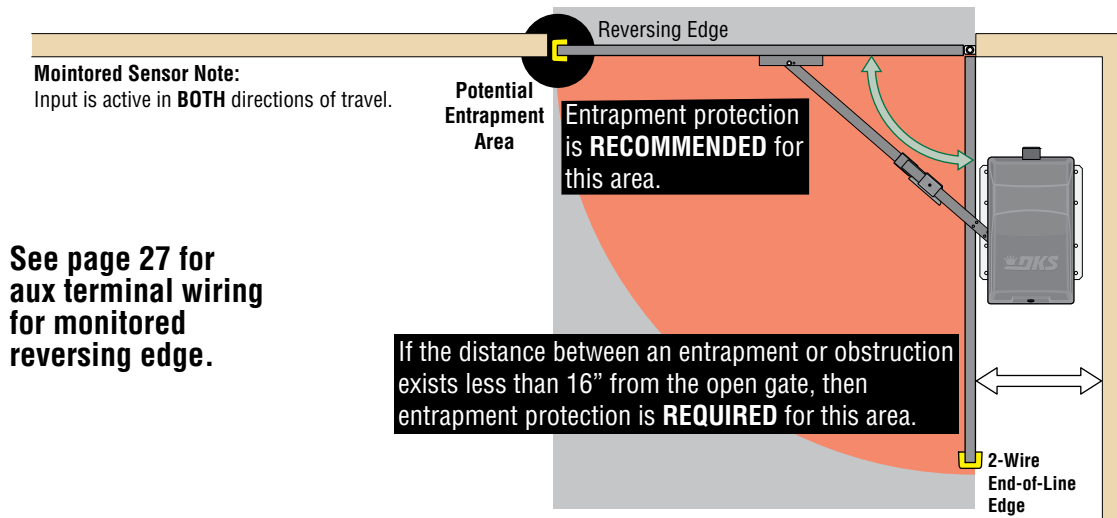 Reversing Edge
Mointored Sensor Note:
Input is active in BOTH directions of travel.
Potential
Entrapment
Area
Entrapment protection
is RECOMMENDED for
this area.
DKS
See page 27 for
aux terminal wiring
for monitored
reversing edge.
If the distance between an entrapment or obstruction
exists less than 16” from the open gate, then
entrapment protection is REQUIRED for this area.
2-Wire
End-of-Line
Edge